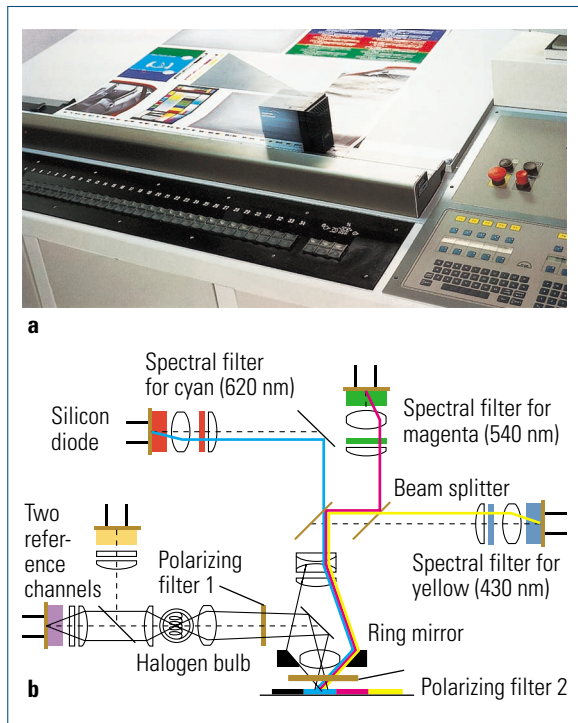 a
Spectral filter
for cyan (620 nm)
Silicon
diode
Spectral filter for
magenta (540 nm)
Beam splitter
Two
refer-
ence
channels
Polarizing
filter 1
Spectral filter for
yellow (430 nm)
Halogen bulb
Ring mirror
b
Polarizing filter 2